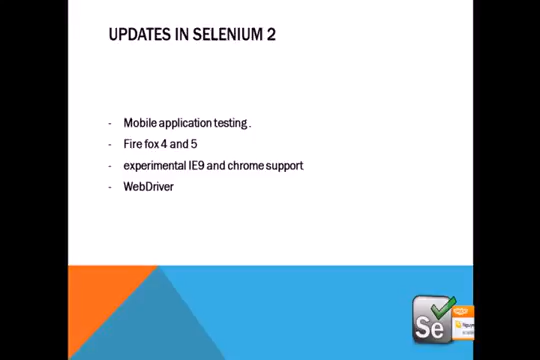 UPDATES IN SELENIUM 2
- Mobile application testing .
- Fire fox 4 and 5
- experimental IE9 and chrome support
- WebDriver
Se